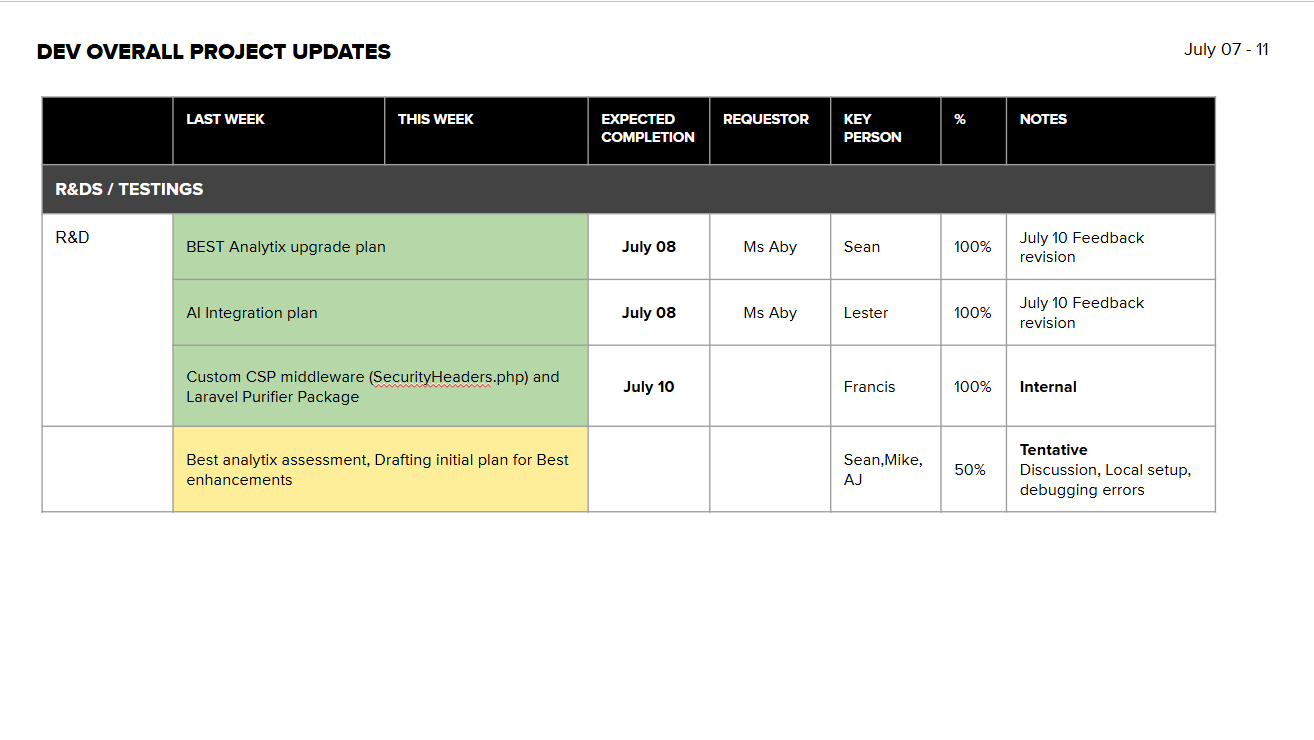 DEV OVERALL PROJECT UPDATES
July 07 - 11
LAST WEEK
THIS WEEK
EXPECTED
COMPLETION
REQUESTOR
KEY
PERSON
%
NOTES
R&DS / TESTINGS
R&D
BEST Analytix upgrade plan
July 08
Ms Aby
Sean
100%
July 10 Feedback
revision
AI Integration plan
July 08
Ms Aby
Lester
100%
July 10 Feedback
revision
Custom CSP middleware (SecurityHeaders.php) and
Laravel Purifier Package
July 10
Francis
100%
Internal
Best analytix assessment, Drafting initial plan for Best
enhancements
Sean,Mike,
AJ
50%
Tentative
Discussion, Local setup,
debugging errors